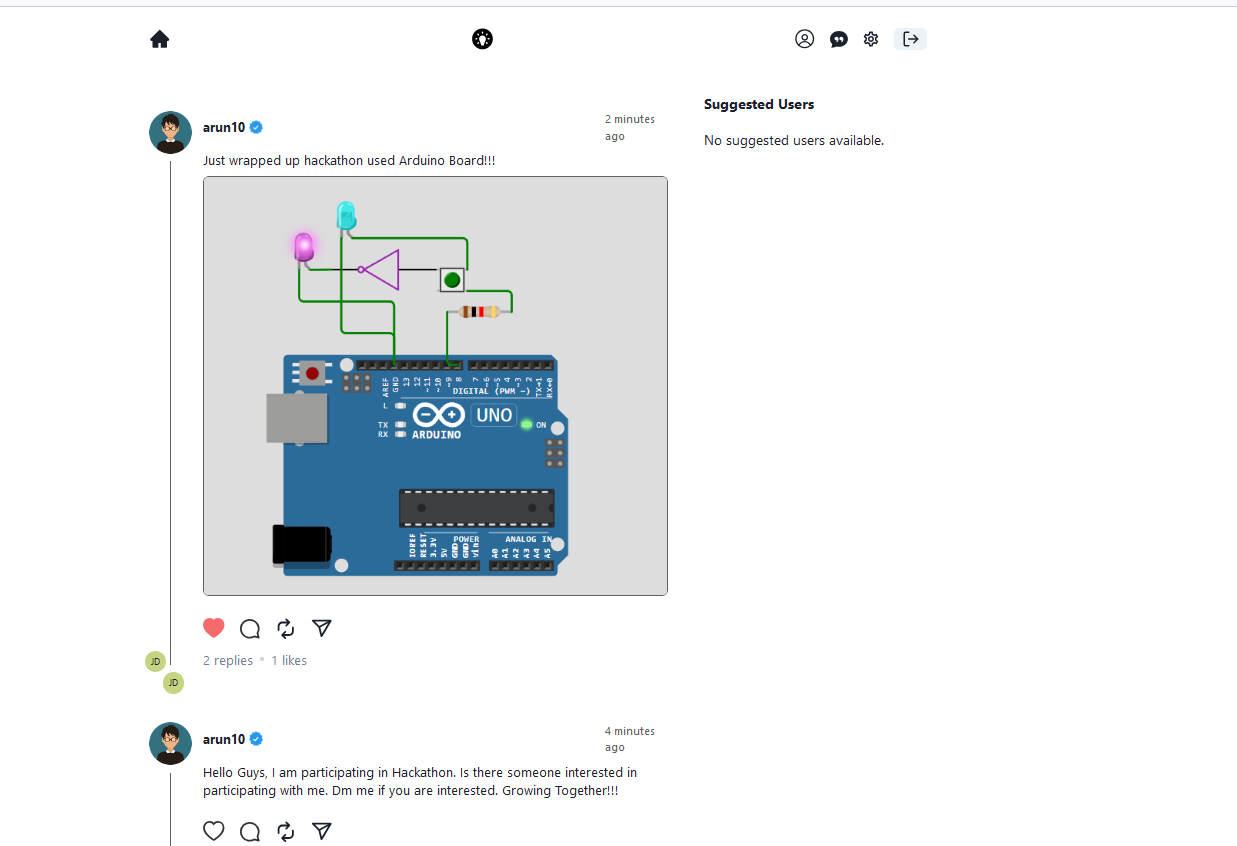 Suggested Users
No suggested users available.
arun10
2 minutes
ago
Just wrapped up hackathon used Arduino Board!!!
AREF
GND
13
12
~11
~10
~9
8
7
~6
~5
4
~3
2
TX→1
RX←0
DIGITAL (PWM ~)
L
TX
RX
UNO
ON
ARDUINO
IOREF
RESET
3.3V
5V
GND
GND
Vin
POWER
ANALOG IN
A0
A1
A2
A3
A4
A5
2 replies
1 likes
JD
JD
arun10
4 minutes
ago
Hello Guys, I am participating in Hackathon. Is there someone interested in
participating with me. Dm me if you are interested. Growing Together!!!